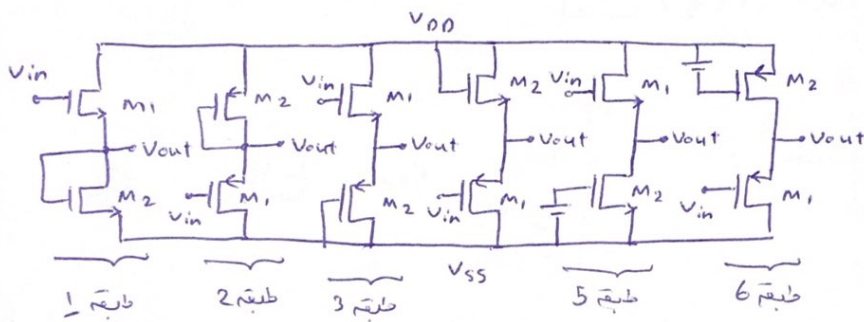 VDD
Vin M1 M2 Vin M1 M2 Vin M1 M2
Vout Vout Vout Vout Vout Vout
M2 Vin M1 M2 Vin M1 M2 Vin M1
VSS
طبقه 1 طبقه 2 طبقه 3 طبقه 5 طبقه 6